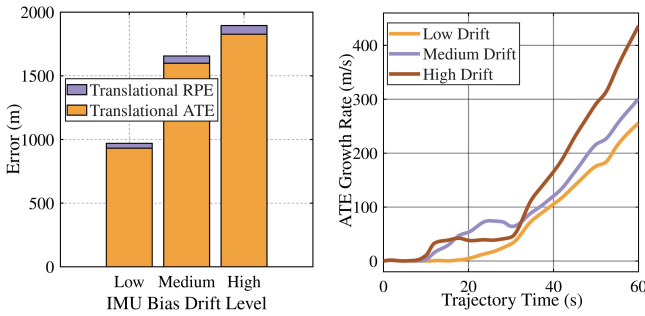 2000
1500
1000
500
0
Error (m)
Translational RPE
Translational ATE
Low Medium High
IMU Bias Drift Level
400
300
200
100
0
ATE Growth Rate (m/s)
Low Drift
Medium Drift
High Drift
0 20 40 60
Trajectory Time (s)